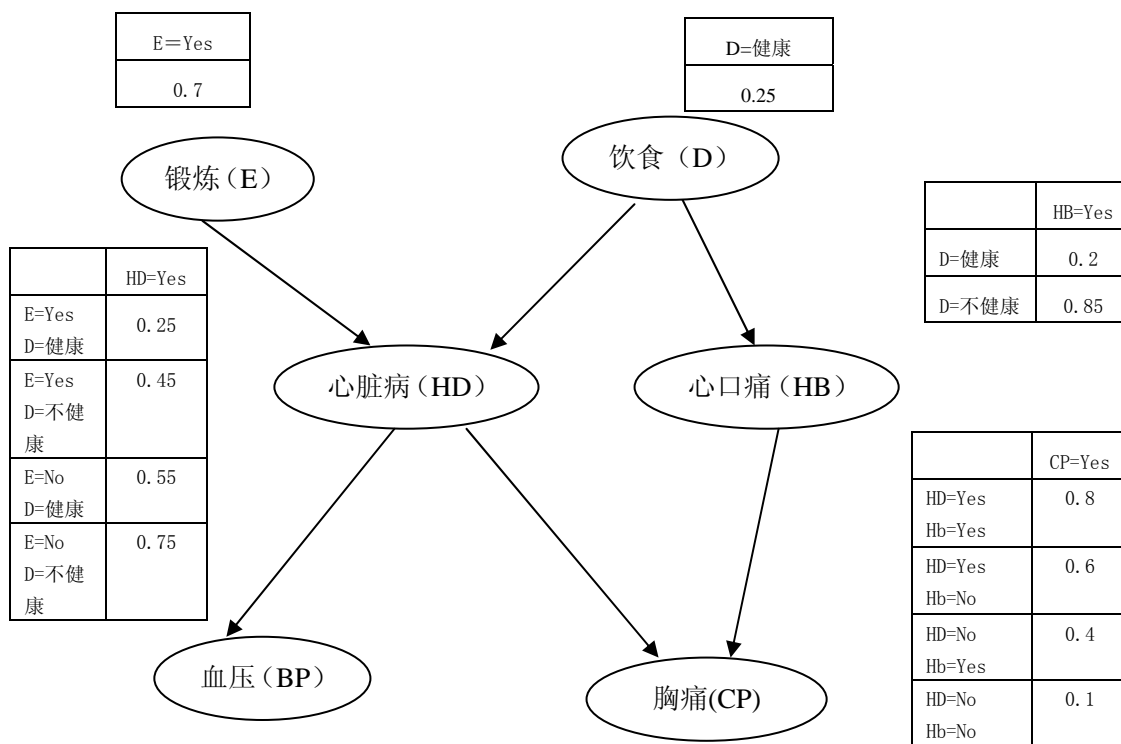 E＝Yes
0.7
D=健康
0.25
锻炼（E）
饮食（D）
HB=Yes
D=健康 0.2
D=不健康 0.85
HD=Yes
E=Yes
D=健康
0.25
E=Yes
D=不健
康
0.45
E=No
D=健康
0.55
E=No
D=不健
康
0.75
心脏病（HD）
心口痛（HB）
CP=Yes
HD=Yes
Hb=Yes
0.8
HD=Yes
Hb=No
0.6
HD=No
Hb=Yes
0.4
HD=No
Hb=No
0.1
血压（BP）
胸痛(CP)